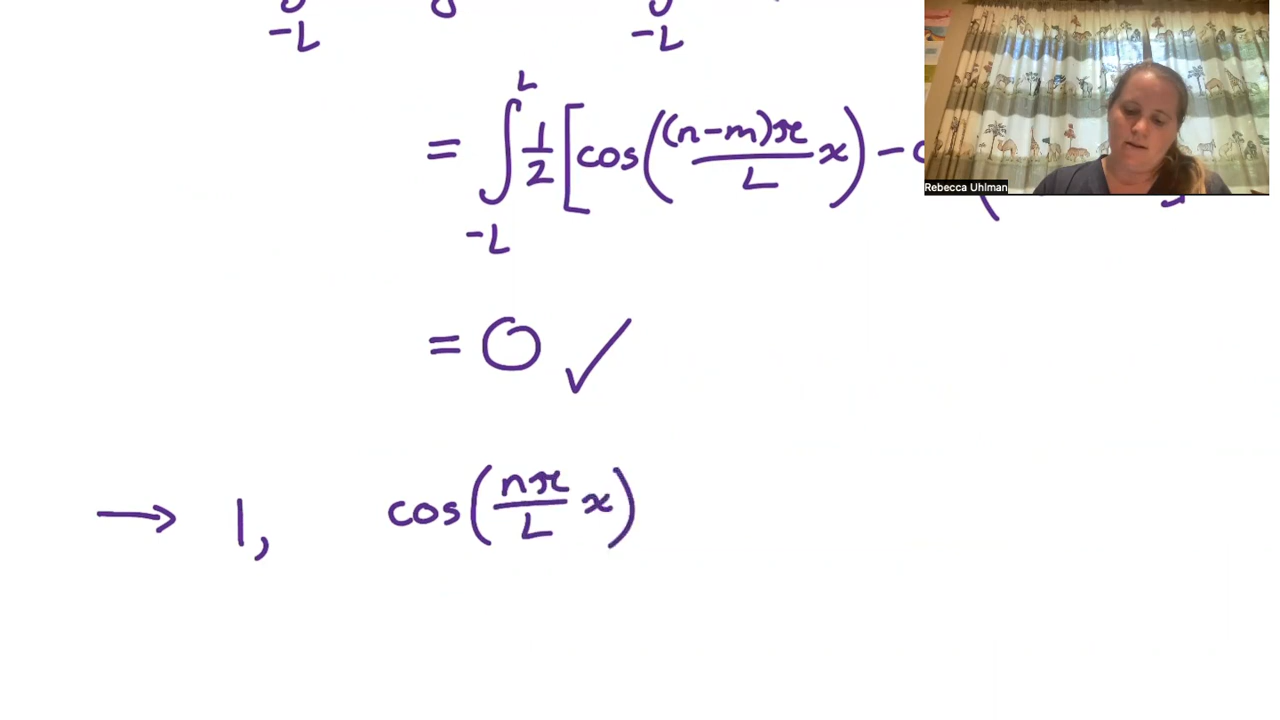 -L -L
= ∫_{-L}^{L} 1/2 [cos((n-m)π/L x) -
= 0 ✓
→ 1, cos(nπ/L x)
Rebecca Uhlman